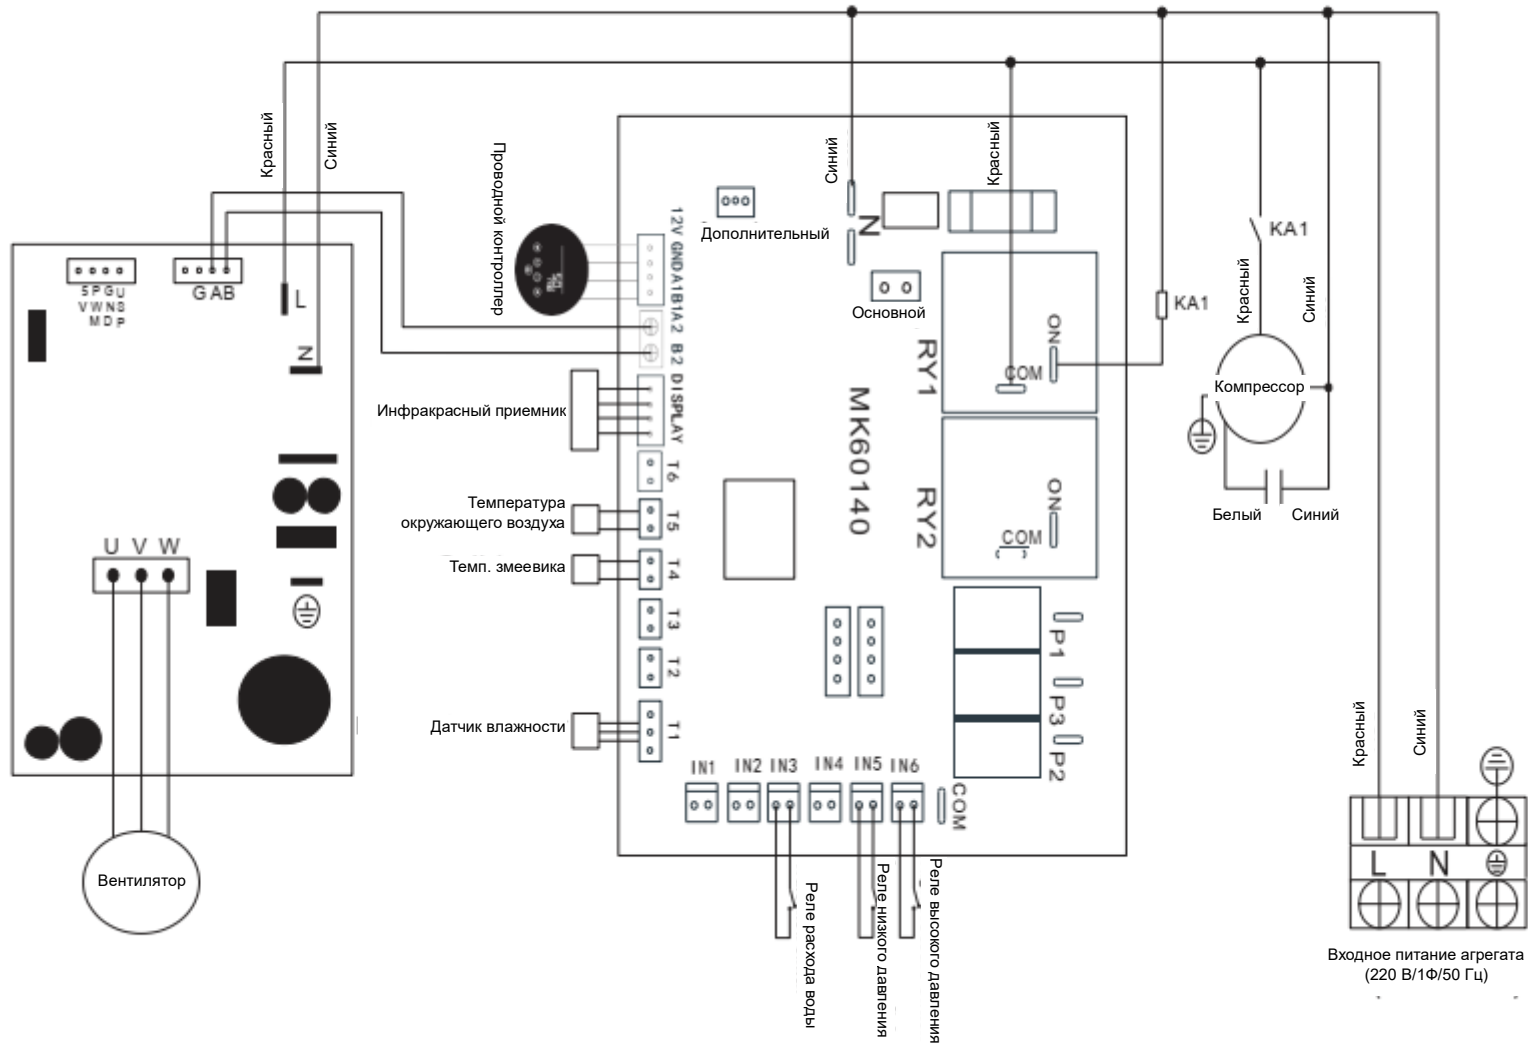 Красный
Синий
5 P G U
V W N S
M D P
G A B
L
N
U V W
Вентилятор
Проводной контроллер
12V GND A1 B1 A2 B2 DISPLAY
Инфракрасный приемник
Температура
окружающего воздуха
Темп. змеевика
Датчик влажности
T6
T5
T4
T3
T2
T1
Дополнительный
Синий
N
Красный
Основной
RY1
COM
ON
MK60140
RY2
COM
ON
P1
P3
P2
IN1 IN2 IN3 IN4 IN5 IN6
COM
Реле расхода воды
Реле низкого давления
Реле высокого давления
KA1
KA1
Красный
Синий
Компрессор
Белый
Синий
Красный
Синий
L N
Входное питание агрегата
(220 В/1Ф/50 Гц)